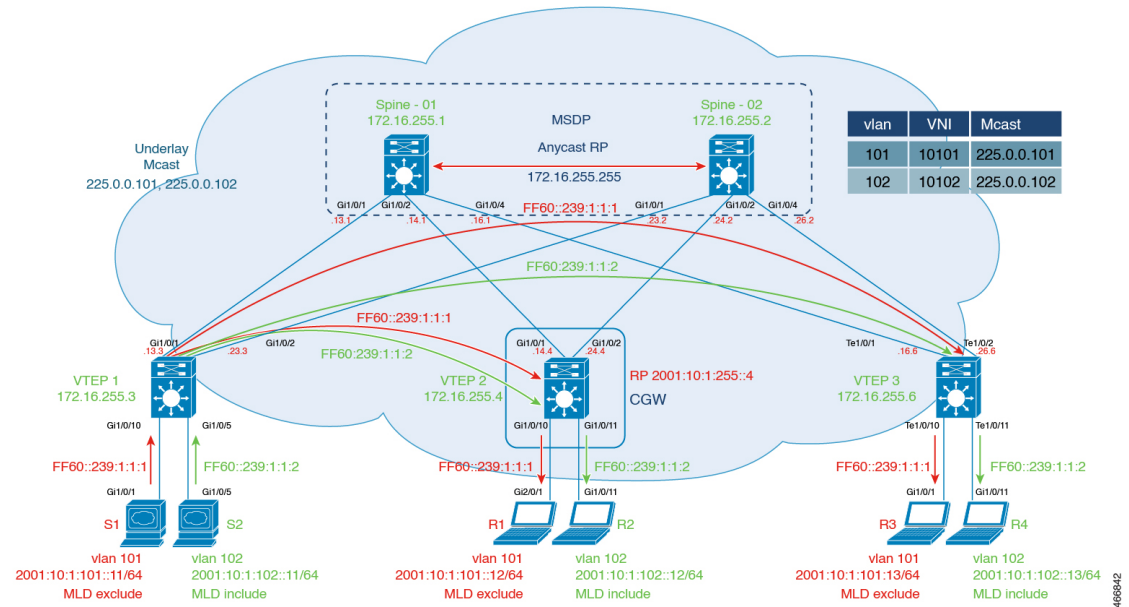 Spine - 01
172.16.255.1
MSDP
Anycast RP
172.16.255.255
Spine - 02
172.16.255.2
vlan VNI Mcast
101 10101 225.0.0.101
102 10102 225.0.0.102
Underlay
Mcast
225.0.0.101, 225.0.0.102
Gi1/0/1 Gi1/0/2 Gi1/0/4 Gi1/0/1 Gi1/0/2 Gi1/0/4
.13.1 .14.1 .16.1 .23.2 .24.2 .26.2
FF60::239:1:1:1
FF60:239:1:1:2
FF60::239:1:1:1
FF60:239:1:1:2
Gi1/0/1 Gi1/0/2
.13.3 .23.3
Gi1/0/1 Gi1/0/2
.14.4 .24.4
Te1/0/1 Te1/0/2
.16.6 .26.6
VTEP 1
172.16.255.3
VTEP 2
172.16.255.4
RP 2001:10:1:255::4
CGW
VTEP 3
172.16.255.6
Gi1/0/10 Gi1/0/5
Gi1/0/10 Gi1/0/11
Te1/0/10 Te1/0/11
FF60::239:1:1:1 FF60::239:1:1:2
FF60::239:1:1:1 FF60::239:1:1:2
FF60::239:1:1:1 FF60::239:1:1:2
Gi1/0/1 Gi1/0/5
Gi2/0/1 Gi1/0/11
Gi1/0/1 Gi1/0/11
S1 S2
R1 R2
R3 R4
vlan 101
2001:10:1:101::11/64
MLD exclude
vlan 102
2001:10:1:102::11/64
MLD include
vlan 101
2001:10:1:101::12/64
MLD exclude
vlan 102
2001:10:1:102::12/64
MLD include
vlan 101
2001:10:1:101:13/64
MLD exclude
vlan 102
2001:10:1:102::13/64
MLD include
466842